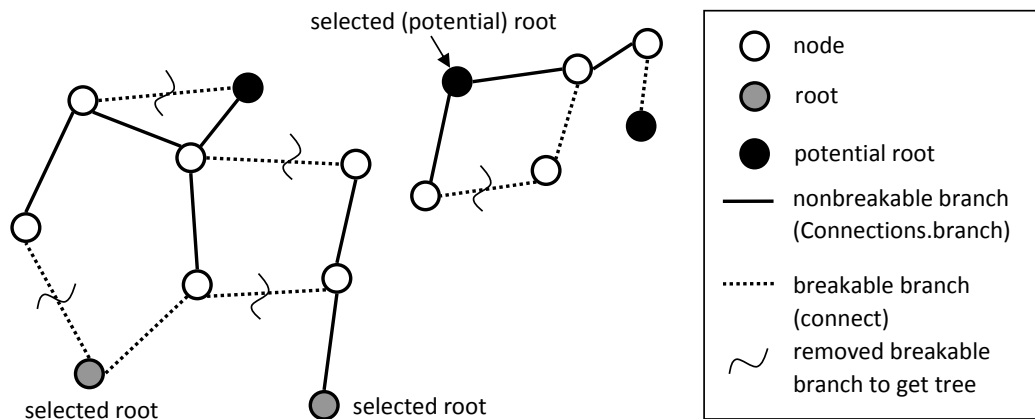 selected (potential) root
selected root
selected root
node
root
potential root
nonbreakable branch
(Connections.branch)
breakable branch
(connect)
removed breakable
branch to get tree